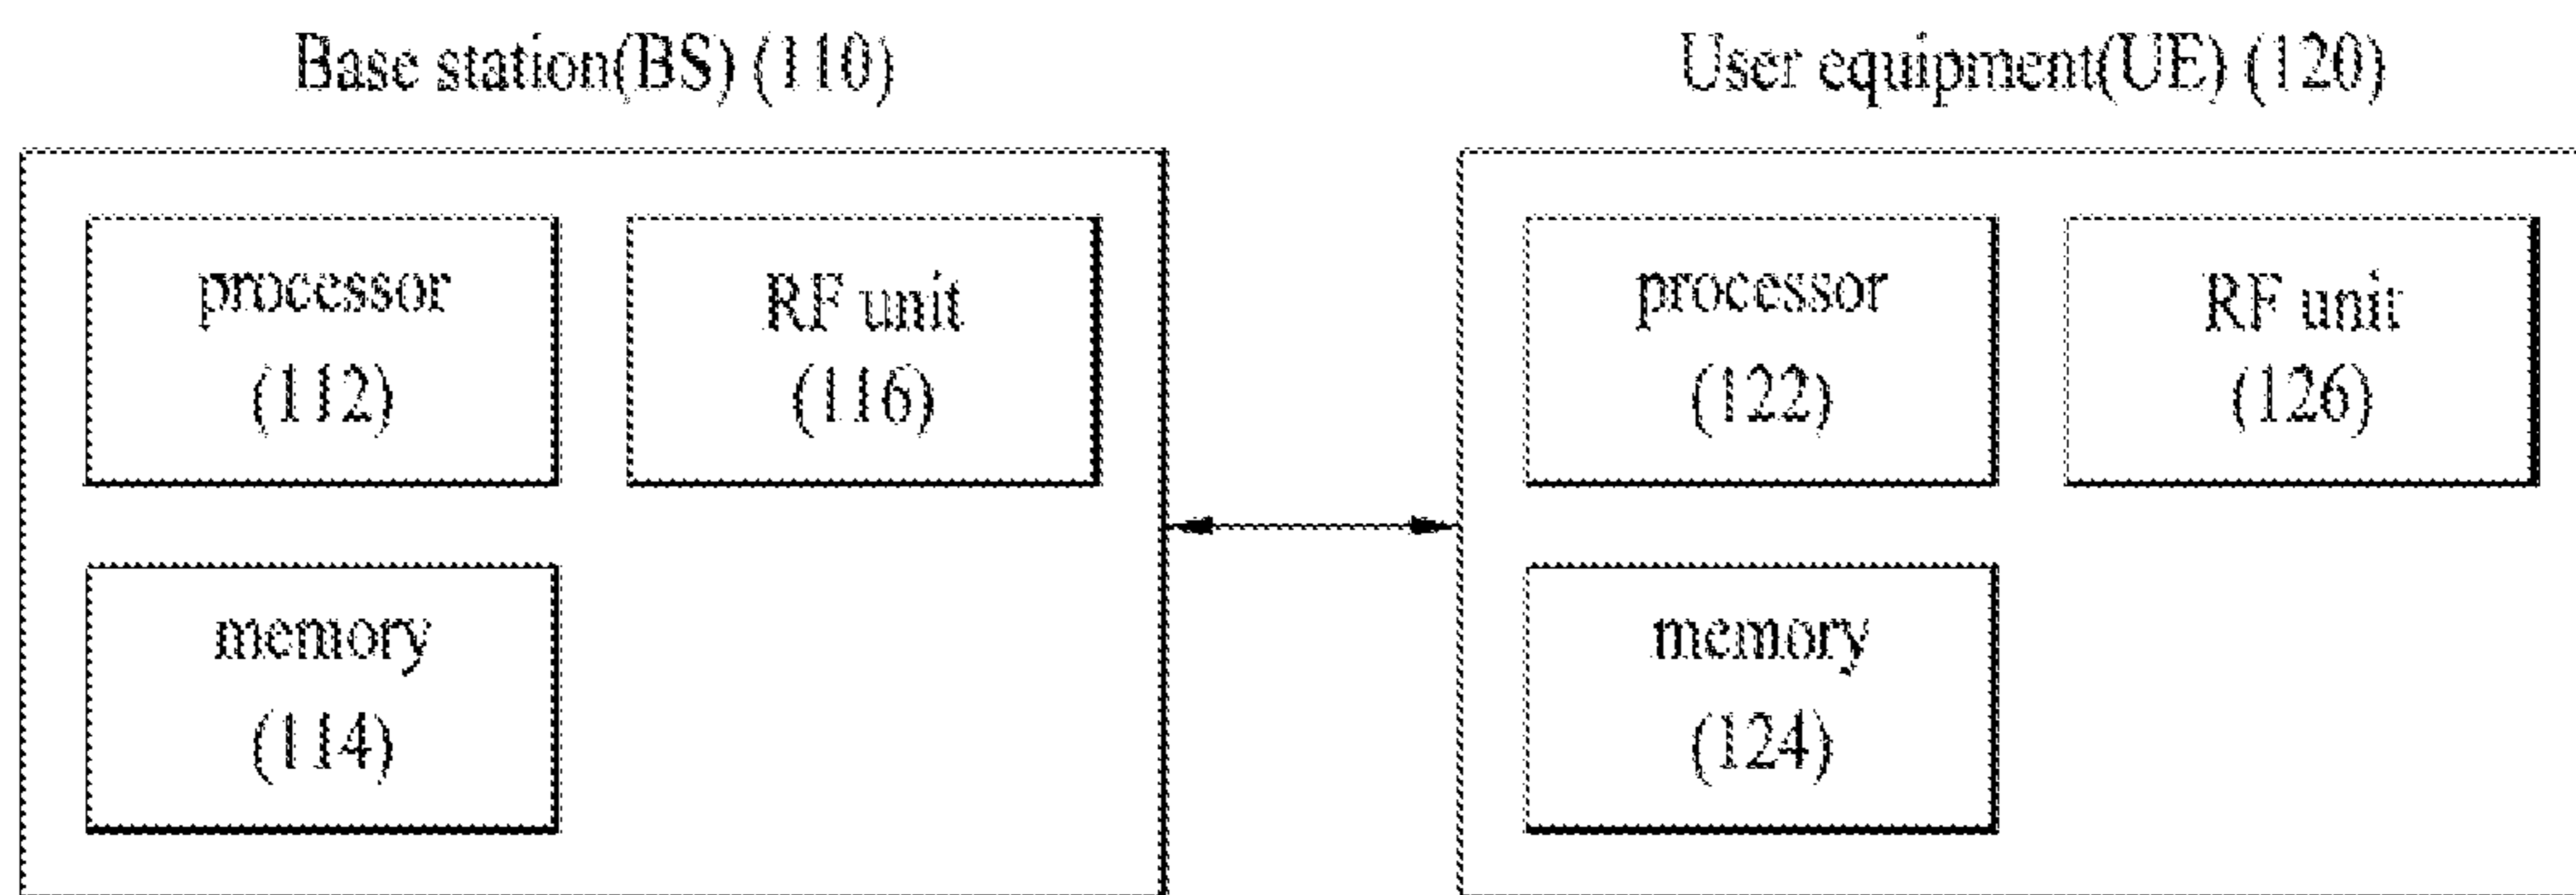 Base station(BS) (110)
processor
(112)
RF unit
(116)
memory
(114)
User equipment(UE) (120)
processor
(122)
RF unit
(126)
memory
(124)